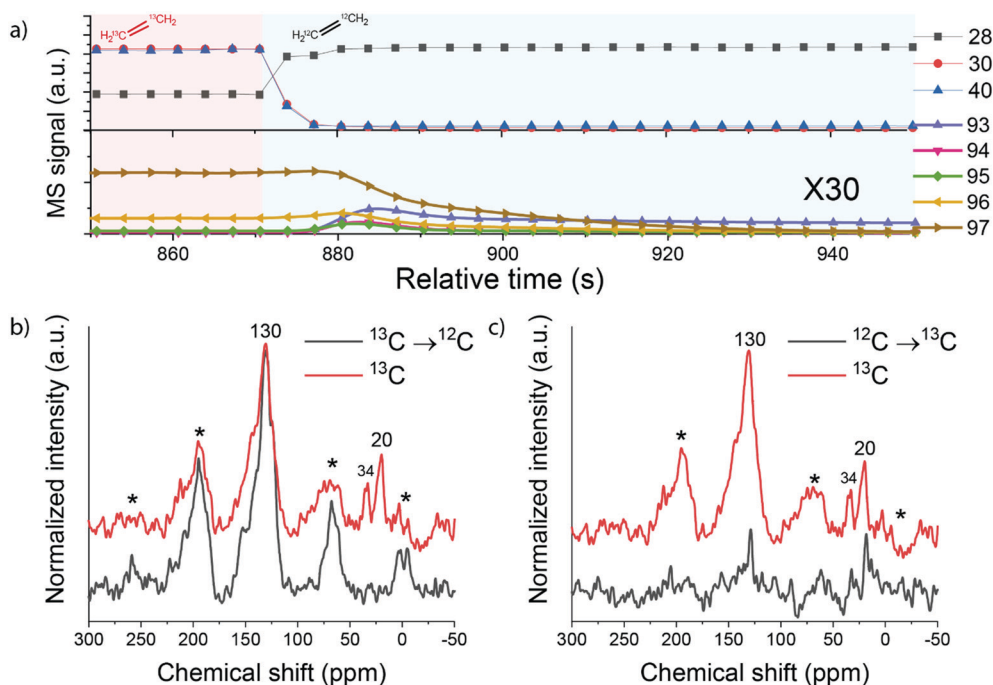 a)
H₂¹³C ¹³CH₂
H₂¹²C ¹²CH₂
MS signal (a.u.)
28
30
40
93
94
95
96
97
X30
860 880 900 920 940
Relative time (s)
b)
Normalized intensity (a.u.)
¹³C →¹²C
¹³C
130
*
*
*
*
34
20
300 250 200 150 100 50 0 -50
Chemical shift (ppm)
c)
Normalized intensity (a.u.)
¹²C →¹³C
¹³C
130
*
*
*
34
20
300 250 200 150 100 50 0 -50
Chemical shift (ppm)